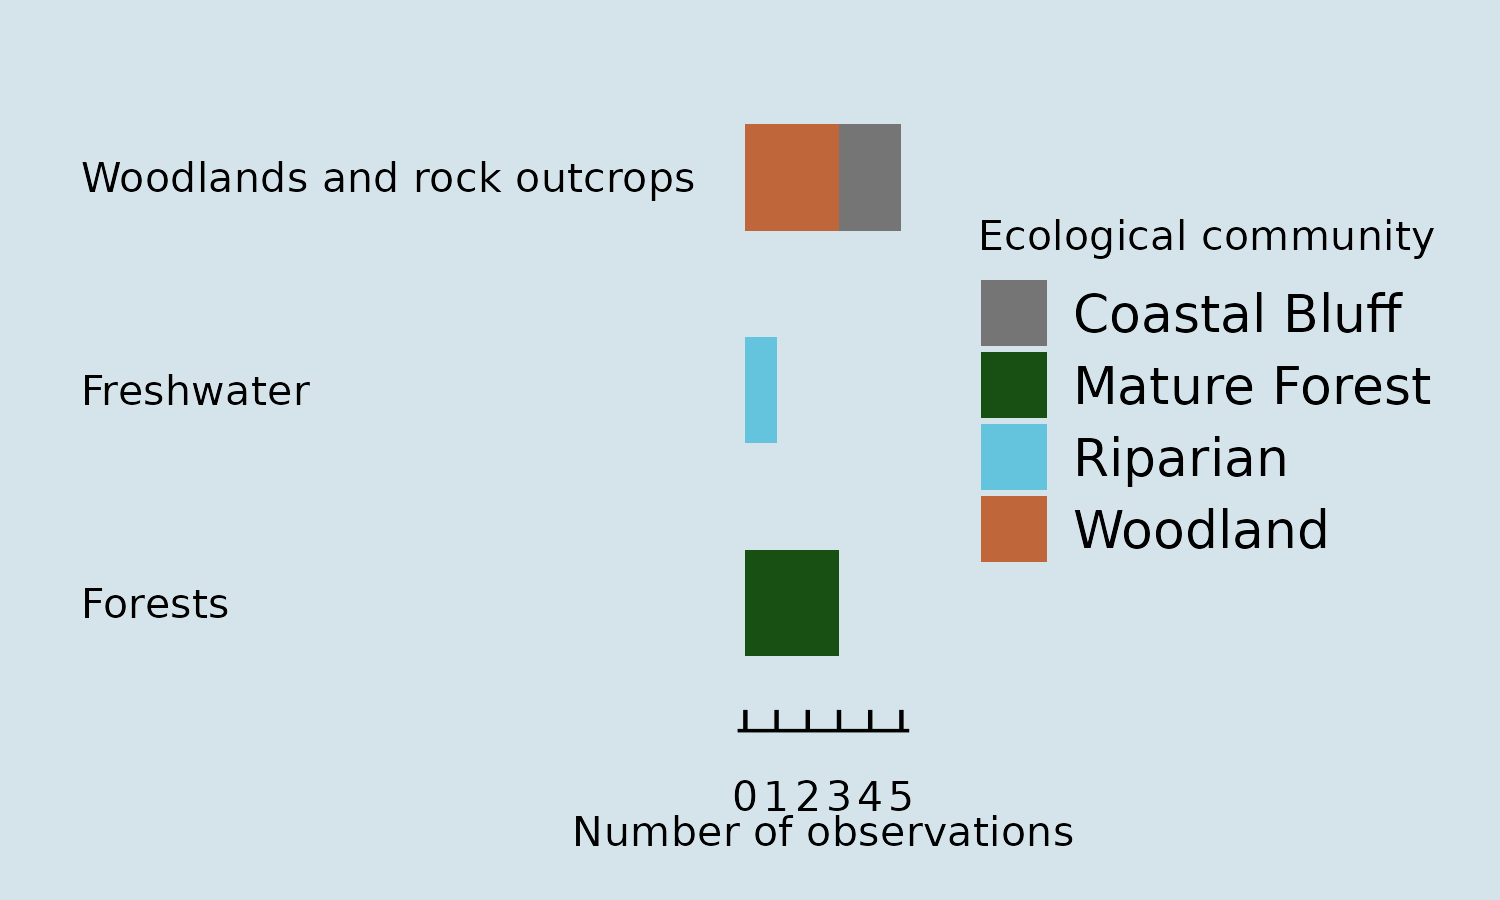 Woodlands and rock outcrops
Freshwater
Forests
Ecological community
Coastal Bluff
Mature Forest
Riparian
Woodland
0 1 2 3 4 5
Number of observations